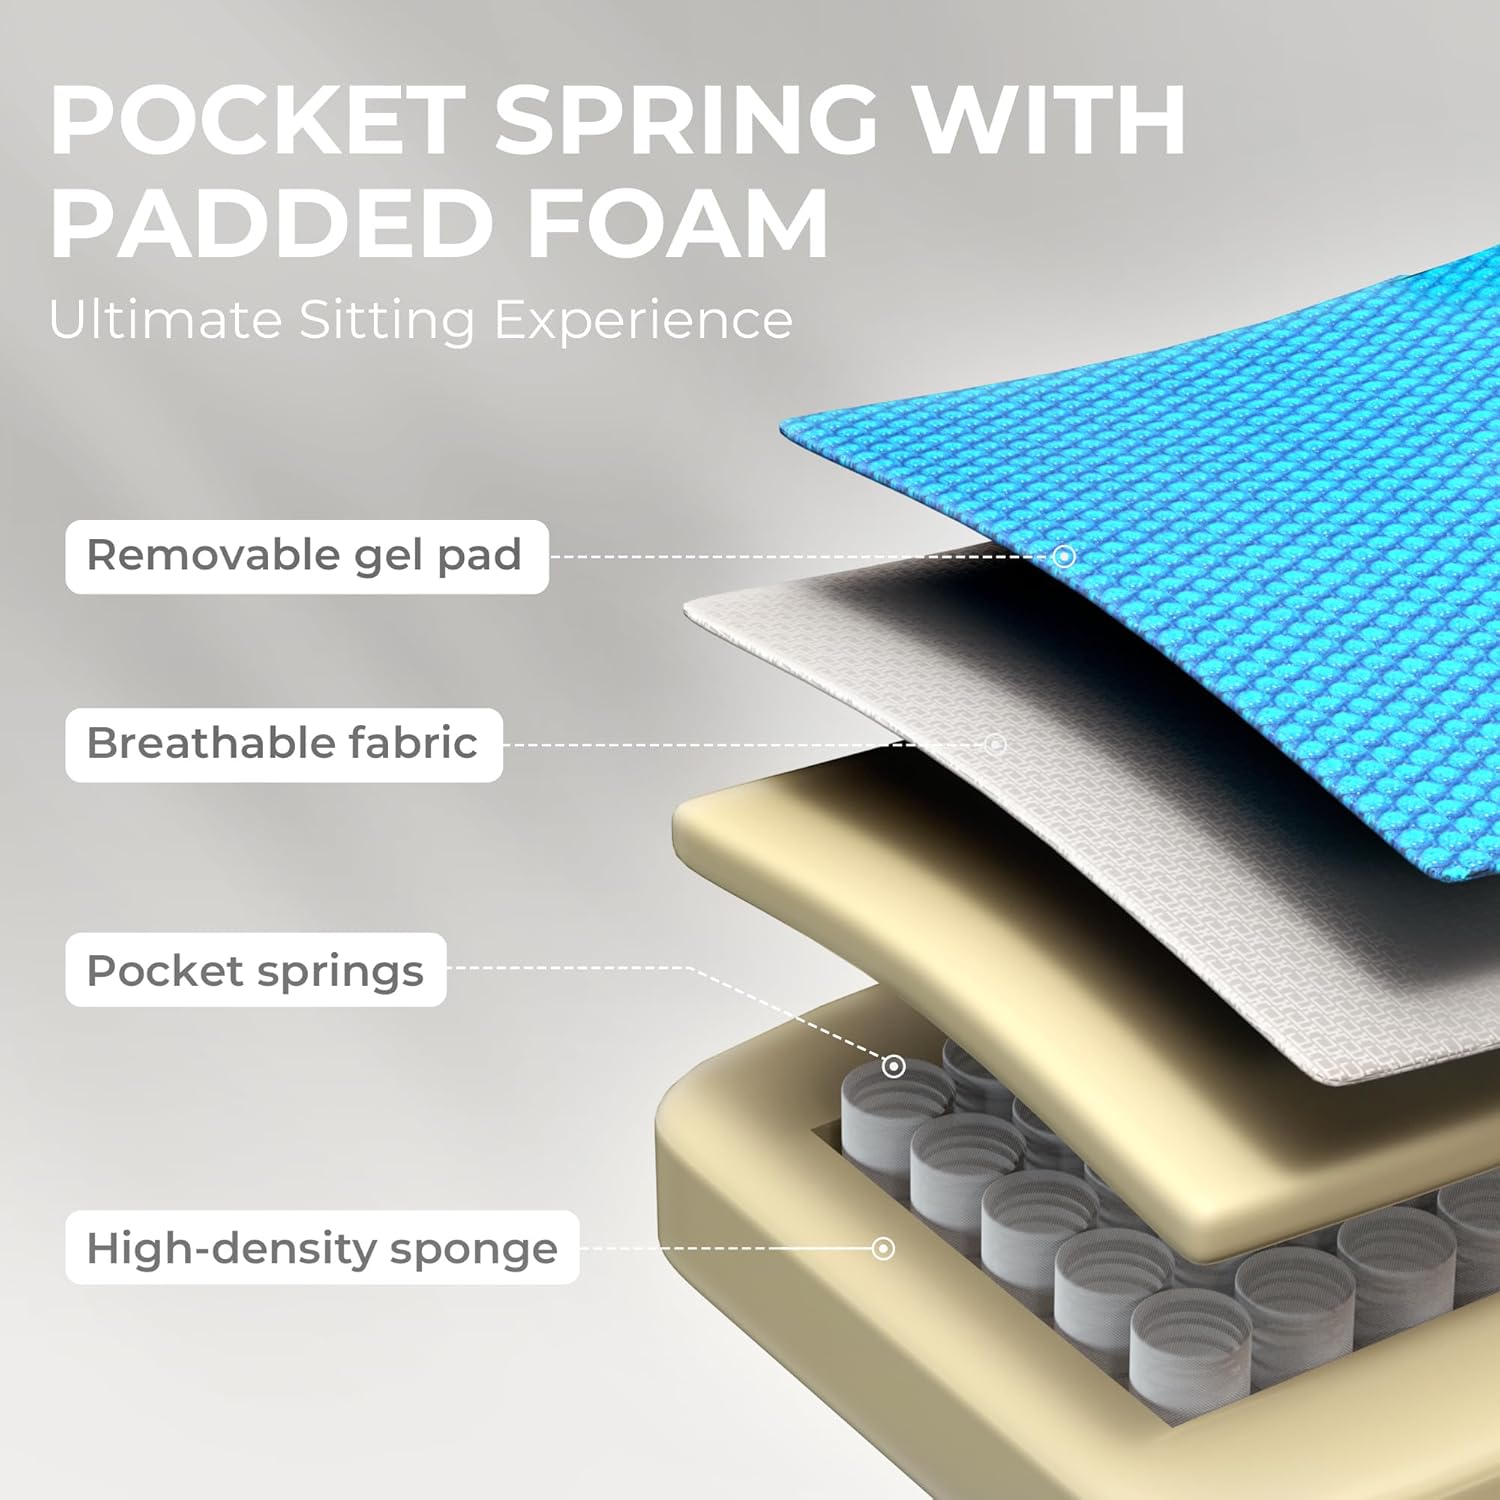 POCKET SPRING WITH
PADDED FOAM
Ultimate Sitting Experience
Removable gel pad
Breathable fabric
Pocket springs
High-density sponge